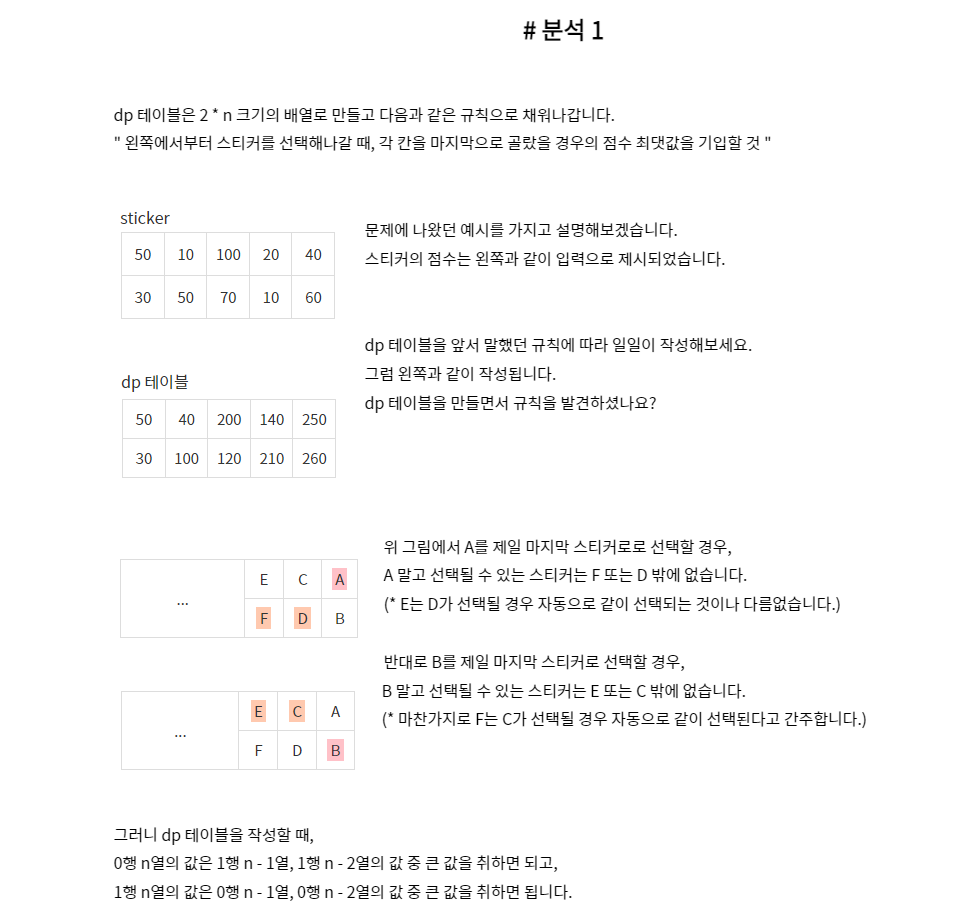 # 분석 1
dp 테이블은 2 * n 크기의 배열로 만들고 다음과 같은 규칙으로 채워나갑니다.
" 왼쪽에서부터 스티커를 선택해나갈 때, 각 칸을 마지막으로 골랐을 경우의 점수 최댓값을 기입할 것 "
sticker
50 10 100 20 40
30 50 70 10 60
문제에 나왔던 예시를 가지고 설명해보겠습니다.
스티커의 점수는 왼쪽과 같이 입력으로 제시되었습니다.
dp 테이블
50 40 200 140 250
30 100 120 210 260
dp 테이블을 앞서 말했던 규칙에 따라 일일이 작성해보세요.
그럼 왼쪽과 같이 작성됩니다.
dp 테이블을 만들면서 규칙을 발견하셨나요?
... E C A
F D B
위 그림에서 A를 제일 마지막 스티커로로 선택할 경우,
A 말고 선택될 수 있는 스티커는 F 또는 D 밖에 없습니다.
(* E는 D가 선택될 경우 자동으로 같이 선택되는 것이나 다름없습니다.)
... E C A
F D B
반대로 B를 제일 마지막 스티커로 선택할 경우,
B 말고 선택될 수 있는 스티커는 E 또는 C 밖에 없습니다.
(* 마찬가지로 F는 C가 선택될 경우 자동으로 같이 선택된다고 간주합니다.)
그러니 dp 테이블을 작성할 때,
0행 n열의 값은 1행 n - 1열, 1행 n - 2열의 값 중 큰 값을 취하면 되고,
1행 n열의 값은 0행 n - 1열, 0행 n - 2열의 값 중 큰 값을 취하면 됩니다.